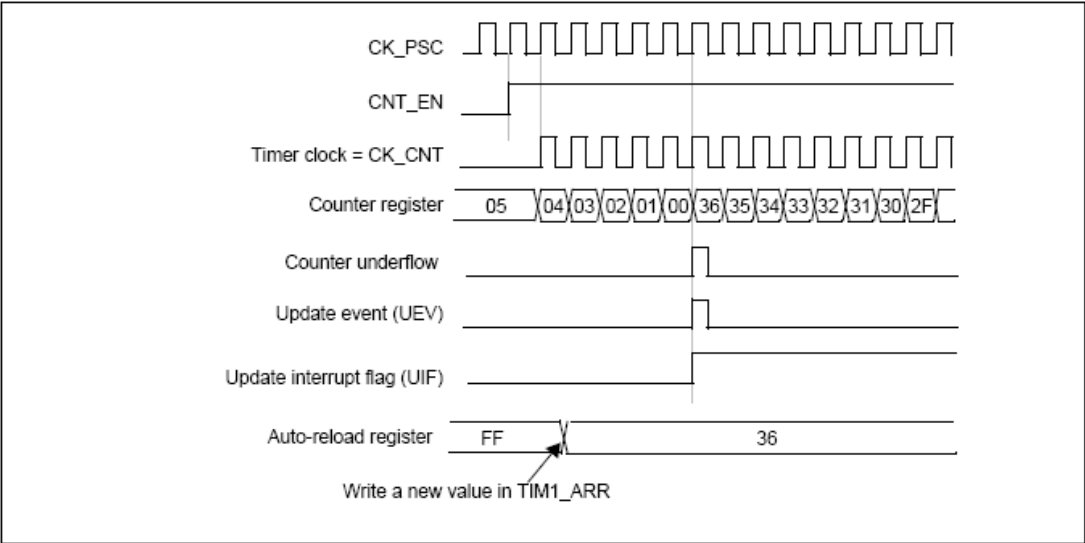 CK_PSC
CNT_EN
Timer clock = CK_CNT
Counter register 05 04 03 02 01 00 36 35 34 33 32 31 30 2F
Counter underflow
Update event (UEV)
Update interrupt flag (UIF)
Auto-reload register FF 36
Write a new value in TIM1_ARR